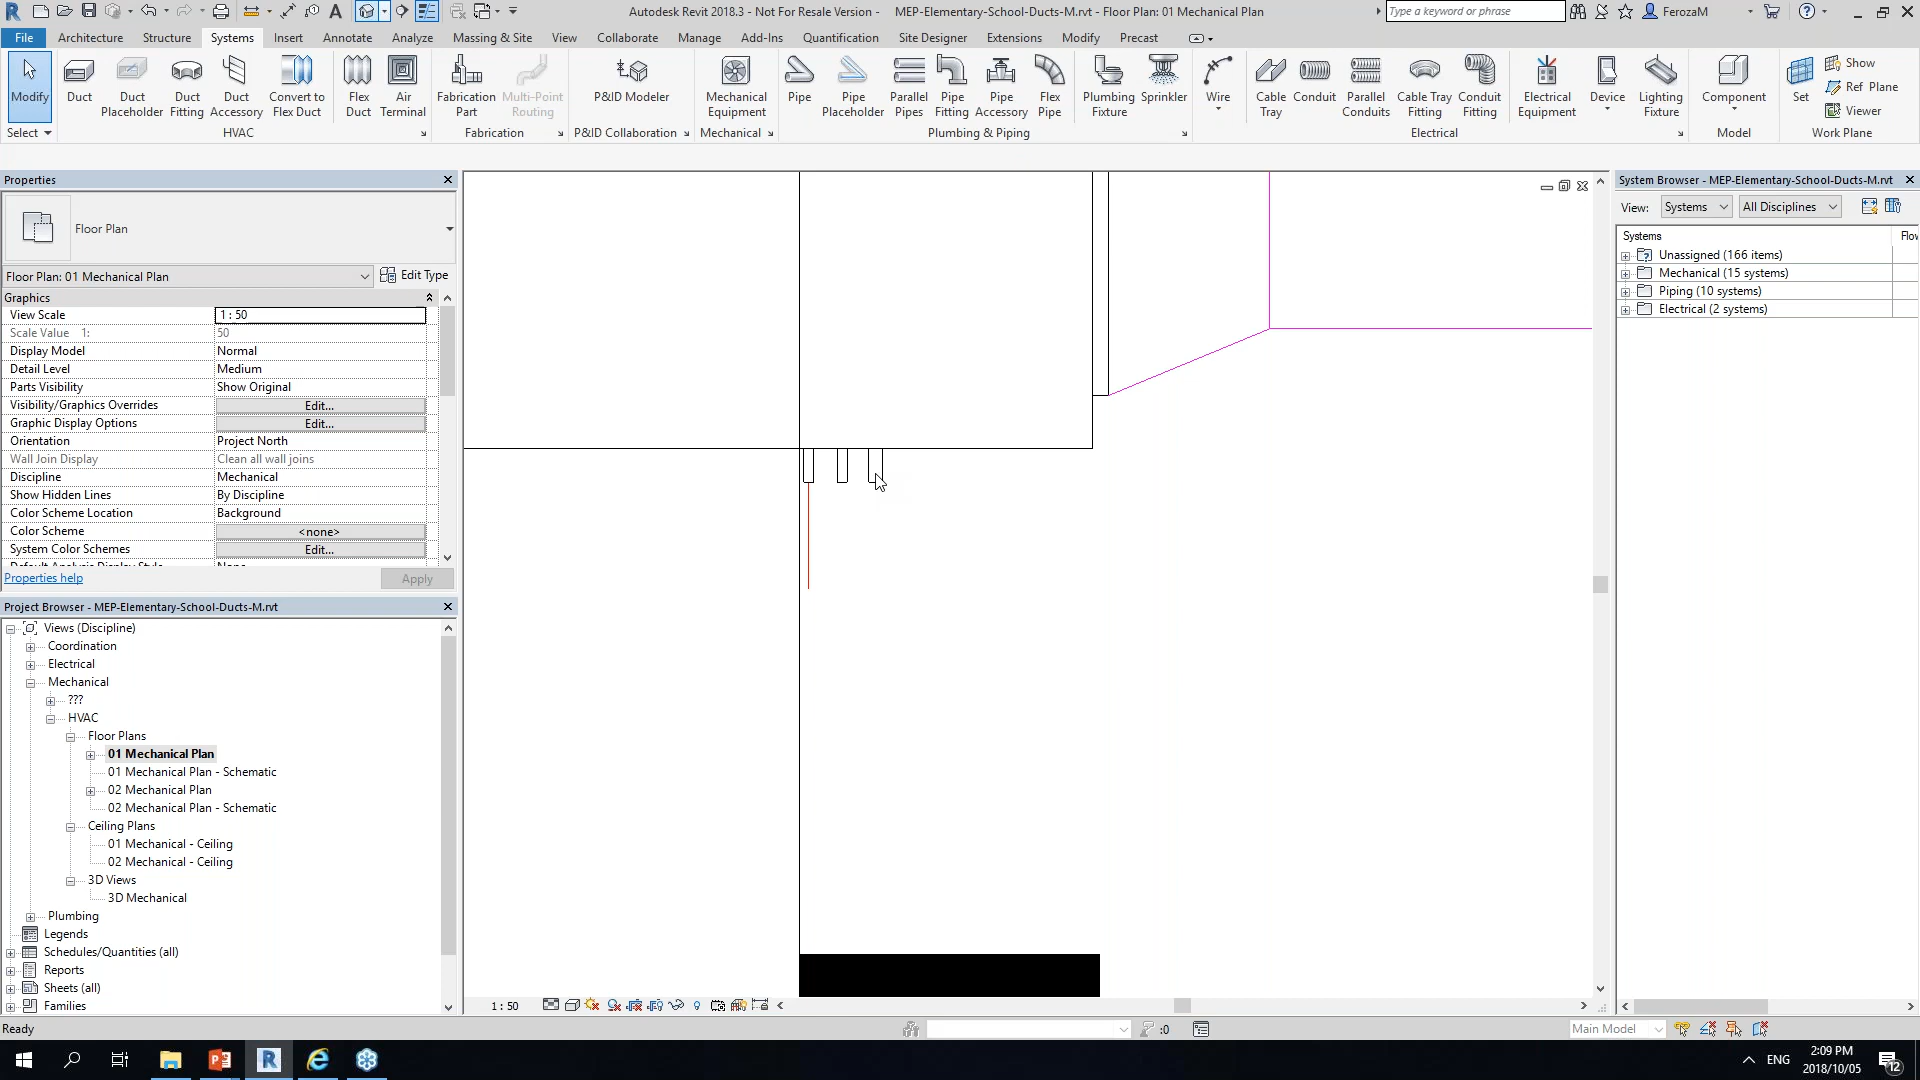 Autodesk Revit 2018.3 - Not For Resale Version - MEP-Elementary-School-Ducts-M.rvt - Floor Plan: 01 Mechanical Plan
Type a keyword or phrase
FerozaM
File Architecture Structure Systems Insert Annotate Analyze Massing & Site View Collaborate Manage Add-Ins Quantification Site Designer Extensions Modify Precast
Modify
Duct
Duct Placeholder
Duct Fitting
Duct Accessory
Convert to Flex Duct
Flex Duct
Air Terminal
Fabrication Part
Multi-Point Routing
P&ID Modeler
Mechanical Equipment
Pipe
Pipe Placeholder
Parallel Pipes
Pipe Fitting
Pipe Accessory
Flex Pipe
Plumbing Fixture
Sprinkler
Wire
Cable Tray
Conduit
Parallel Conduits
Cable Tray Fitting
Conduit Fitting
Electrical Equipment
Device
Lighting Fixture
Component
Set
Show
Ref Plane
Viewer
Select
HVAC
Fabrication
P&ID Collaboration
Mechanical
Plumbing & Piping
Electrical
Model
Work Plane
Properties
Floor Plan
Floor Plan: 01 Mechanical Plan
Edit Type
Graphics
View Scale 1 : 50
Scale Value 1: 50
Display Model Normal
Detail Level Medium
Parts Visibility Show Original
Visibility/Graphics Overrides Edit...
Graphic Display Options Edit...
Orientation Project North
Wall Join Display Clean all wall joins
Discipline Mechanical
Show Hidden Lines By Discipline
Color Scheme Location Background
Color Scheme <none>
System Color Schemes Edit...
Default Analysis Display Style None
Properties help
Apply
Project Browser - MEP-Elementary-School-Ducts-M.rvt
Views (Discipline)
Coordination
Electrical
Mechanical
???
HVAC
Floor Plans
01 Mechanical Plan
01 Mechanical Plan - Schematic
02 Mechanical Plan
02 Mechanical Plan - Schematic
Ceiling Plans
01 Mechanical - Ceiling
02 Mechanical - Ceiling
3D Views
3D Mechanical
Plumbing
Legends
Schedules/Quantities (all)
Reports
Sheets (all)
Families
System Browser - MEP-Elementary-School-Ducts-M.rvt
View: Systems All Disciplines
Systems Flov
Unassigned (166 items)
Mechanical (15 systems)
Piping (10 systems)
Electrical (2 systems)
1 : 50
Ready
:0
Main Model
ENG
2:09 PM
2018/10/05
12